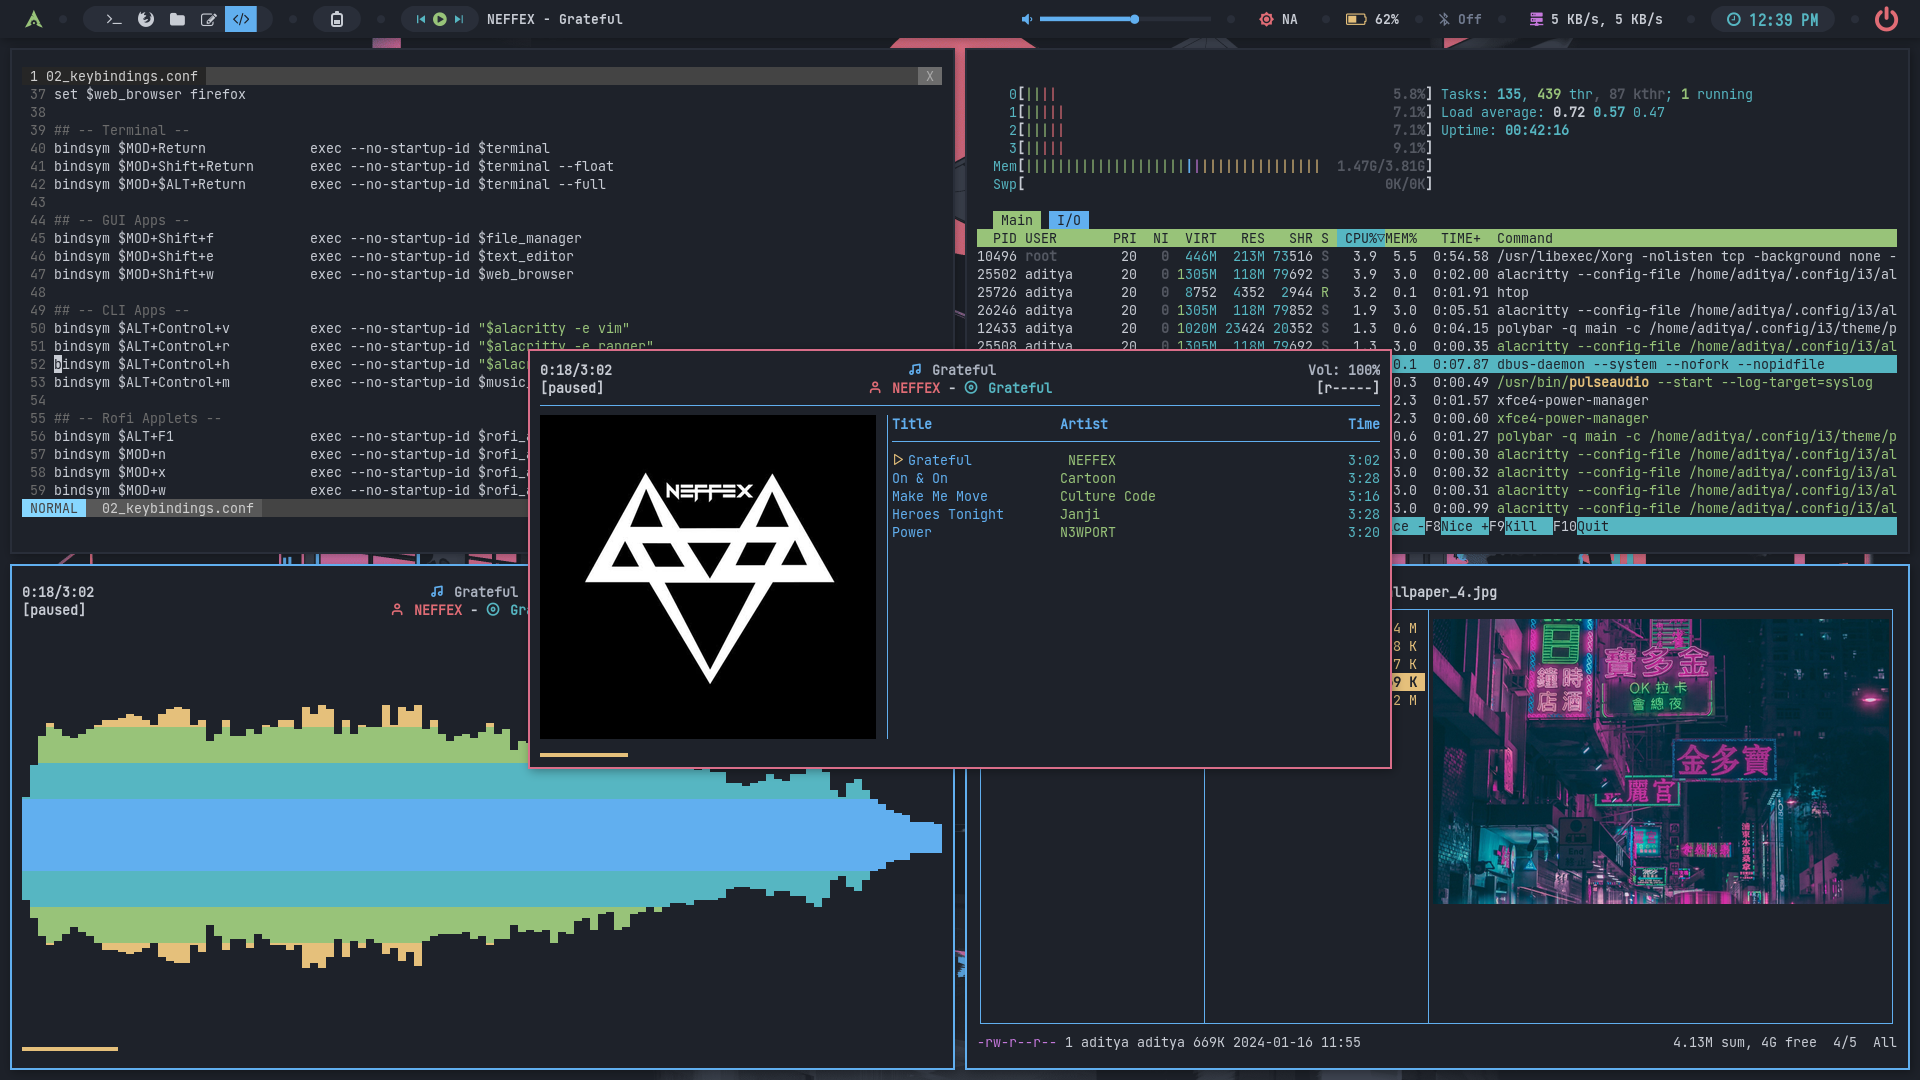 NEFFEX - Grateful
NA
62%
Off
5 KB/s, 5 KB/s
12:39 PM
1 02_keybindings.conf
X
37 set $web_browser firefox
38
39 ## -- Terminal --
40 bindsym $MOD+Return exec --no-startup-id $terminal
41 bindsym $MOD+Shift+Return exec --no-startup-id $terminal --float
42 bindsym $MOD+$ALT+Return exec --no-startup-id $terminal --full
43
44 ## -- GUI Apps --
45 bindsym $MOD+Shift+f exec --no-startup-id $file_manager
46 bindsym $MOD+Shift+e exec --no-startup-id $text_editor
47 bindsym $MOD+Shift+w exec --no-startup-id $web_browser
48
49 ## -- CLI Apps --
50 bindsym $ALT+Control+v exec --no-startup-id "$alacritty -e vim"
51 bindsym $ALT+Control+r exec --no-startup-id "$alacritty -e ranger"
52 bindsym $ALT+Control+h exec --no-startup-id "$alac
53 bindsym $ALT+Control+m exec --no-startup-id $music_
54
55 ## -- Rofi Applets --
56 bindsym $ALT+F1 exec --no-startup-id $rofi_a
57 bindsym $MOD+n exec --no-startup-id $rofi_a
58 bindsym $MOD+x exec --no-startup-id $rofi_a
59 bindsym $MOD+w exec --no-startup-id $rofi_a
NORMAL 02_keybindings.conf
0[|||| 5.8%] Tasks: 135, 439 thr, 87 kthr; 1 running
1[||||| 7.1%] Load average: 0.72 0.57 0.47
2[||||| 7.1%] Uptime: 00:42:16
3[||||| 9.1%]
Mem[||||||||||||||||||||||||||||||||||||| 1.47G/3.81G]
Swp[ 0K/0K]
Main I/O
PID USER PRI NI VIRT RES SHR S CPU%▽MEM% TIME+ Command
10496 root 20 0 446M 213M 73516 S 3.9 5.5 0:54.58 /usr/libexec/Xorg -nolisten tcp -background none -
25502 aditya 20 0 1305M 118M 79692 S 3.9 3.0 0:02.00 alacritty --config-file /home/aditya/.config/i3/al
25726 aditya 20 0 8752 4352 2944 R 3.2 0.1 0:01.91 htop
26246 aditya 20 0 1305M 118M 79852 S 1.9 3.0 0:05.51 alacritty --config-file /home/aditya/.config/i3/al
12433 aditya 20 0 1020M 23424 20352 S 1.3 0.6 0:04.15 polybar -q main -c /home/aditya/.config/i3/theme/p
25508 aditya 20 0 1305M 118M 79692 S 1.3 3.0 0:00.35 alacritty --config-file /home/aditya/.config/i3/al
0.1 0:07.87 dbus-daemon --system --nofork --nopidfile
0.3 0:00.49 /usr/bin/pulseaudio --start --log-target=syslog
2.3 0:01.57 xfce4-power-manager
2.3 0:00.60 xfce4-power-manager
0.6 0:01.27 polybar -q main -c /home/aditya/.config/i3/theme/p
3.0 0:00.30 alacritty --config-file /home/aditya/.config/i3/al
3.0 0:00.32 alacritty --config-file /home/aditya/.config/i3/al
3.0 0:00.31 alacritty --config-file /home/aditya/.config/i3/al
3.0 0:00.99 alacritty --config-file /home/aditya/.config/i3/al
ce -F8Nice +F9Kill F10Quit
0:18/3:02 Grateful Vol: 100%
[paused] NEFFEX - Grateful [r-----]
NEFFEX
Title Artist Time
Grateful NEFFEX 3:02
On & On Cartoon 3:28
Make Me Move Culture Code 3:16
Heroes Tonight Janji 3:28
Power N3WPORT 3:20
0:18/3:02 Grateful
[paused] NEFFEX - Gra
llpaper_4.jpg
4 M
8 K
7 K
9 K
2 M
鐘時
店酒
寶多金
OK 拉卡
會總夜
金多寶
麗宮
-rw-r--r-- 1 aditya aditya 669K 2024-01-16 11:55
4.13M sum, 4G free 4/5 All